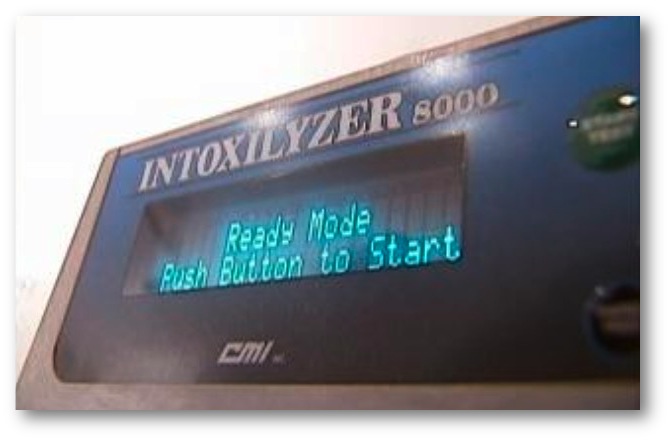 INTOXILYZER 8000
Ready Mode
Push Button to Start
CMI